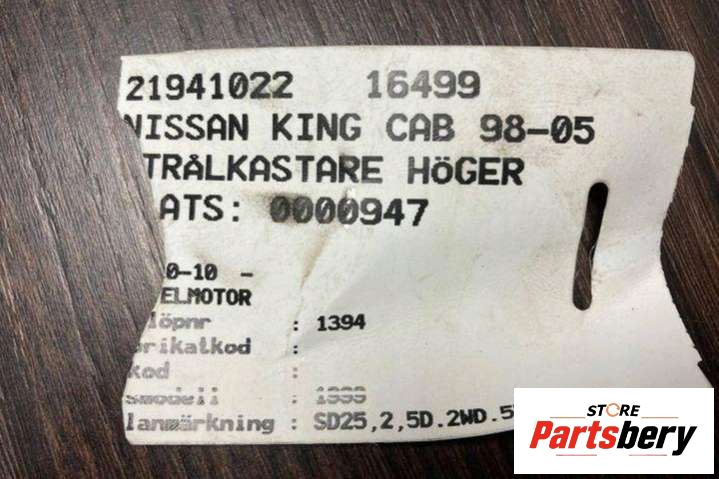 21941022 16499
NISSAN KING CAB 98-05
TRÅLKASTARE HöGER
ATS: 0000947
0-10 -
ELMOTOR
löpnr : 1394
brikatkod :
kod :
smodell : 1999
lanmärkning : SD25,2,5D.2WD.5
STORE
Partsbery